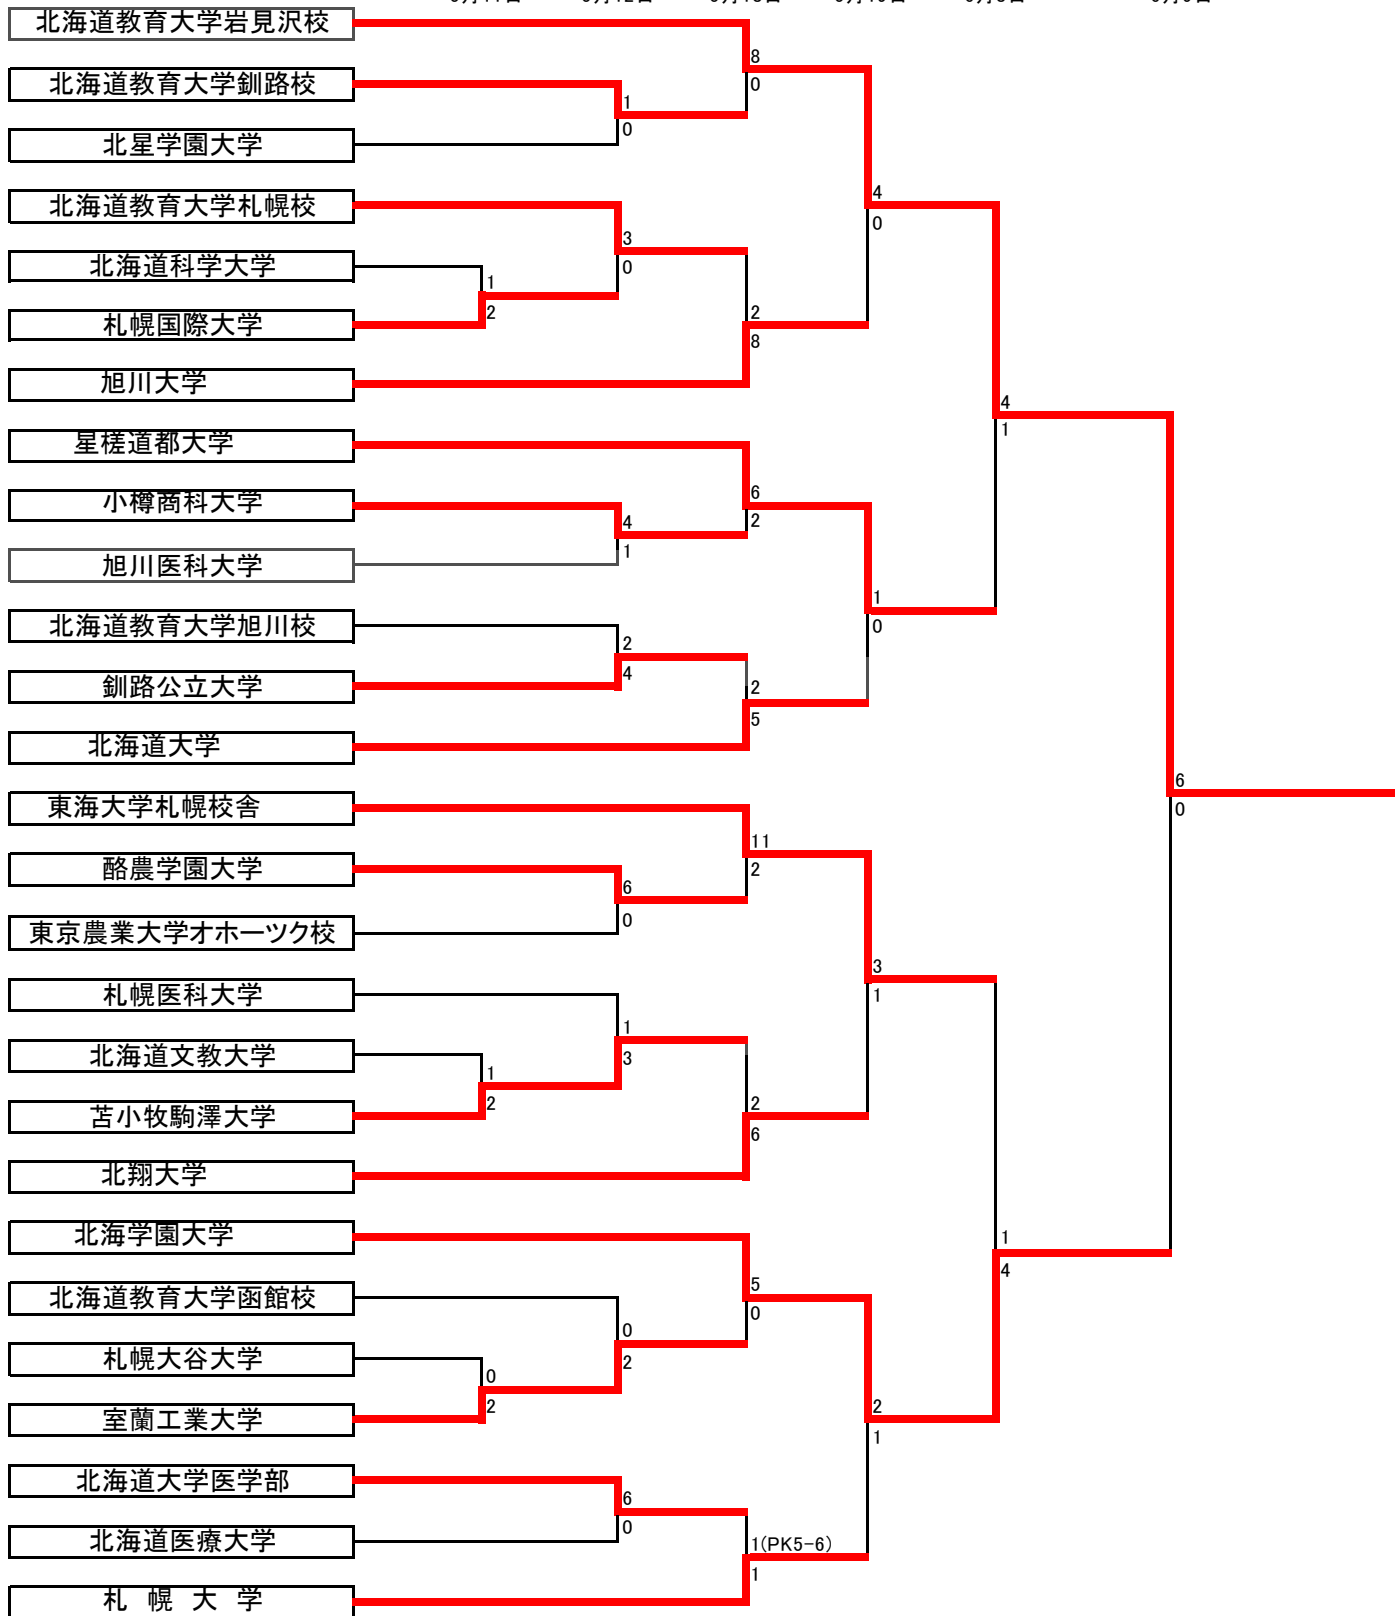 北海道教育大学岩見沢校
8
北海道教育大学釧路校
0
1
北星学園大学
0
北海道教育大学札幌校
4
0
3
北海道科学大学
0
1
札幌国際大学
2
2
8
旭川大学
4
1
星槎道都大学
小樽商科大学
6
4
2
旭川医科大学
1
北海道教育大学旭川校
1
0
2
釧路公立大学
4
2
5
北海道大学
6
0
東海大学札幌校舎
11
酪農学園大学
2
6
東京農業大学オホーツク校
0
3
1
札幌医科大学
1
北海道文教大学
3
1
苫小牧駒澤大学
2
2
6
北翔大学
北海学園大学
1
4
5
北海道教育大学函館校
0
0
札幌大谷大学
2
0
室蘭工業大学
2
2
1
北海道大学医学部
6
北海道医療大学
0
1(PK5-6)
1
札 幌 大 学